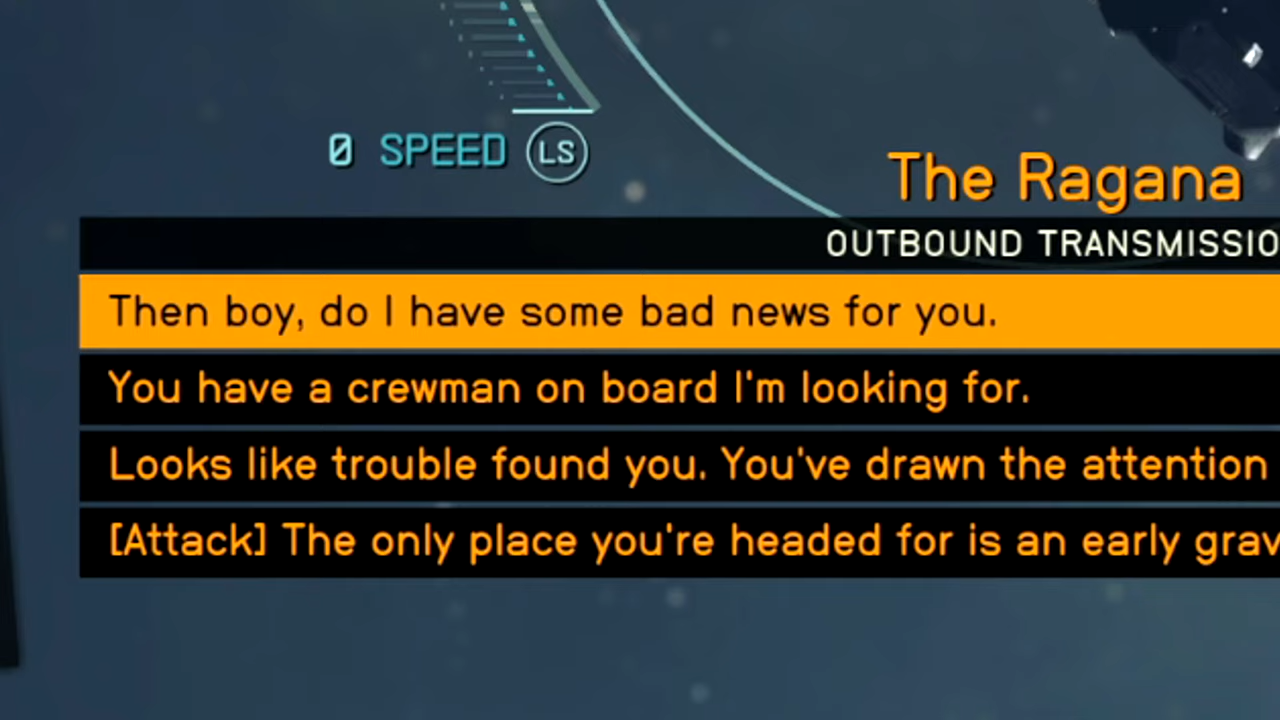 0 SPEED LS
The Ragana
OUTBOUND
Then boy, do I have some bad news for you.
You have a crewman on board I'm looking for.
Looks like trouble found you. You've drawn the attention
[Attack] The only place you're headed for is an early